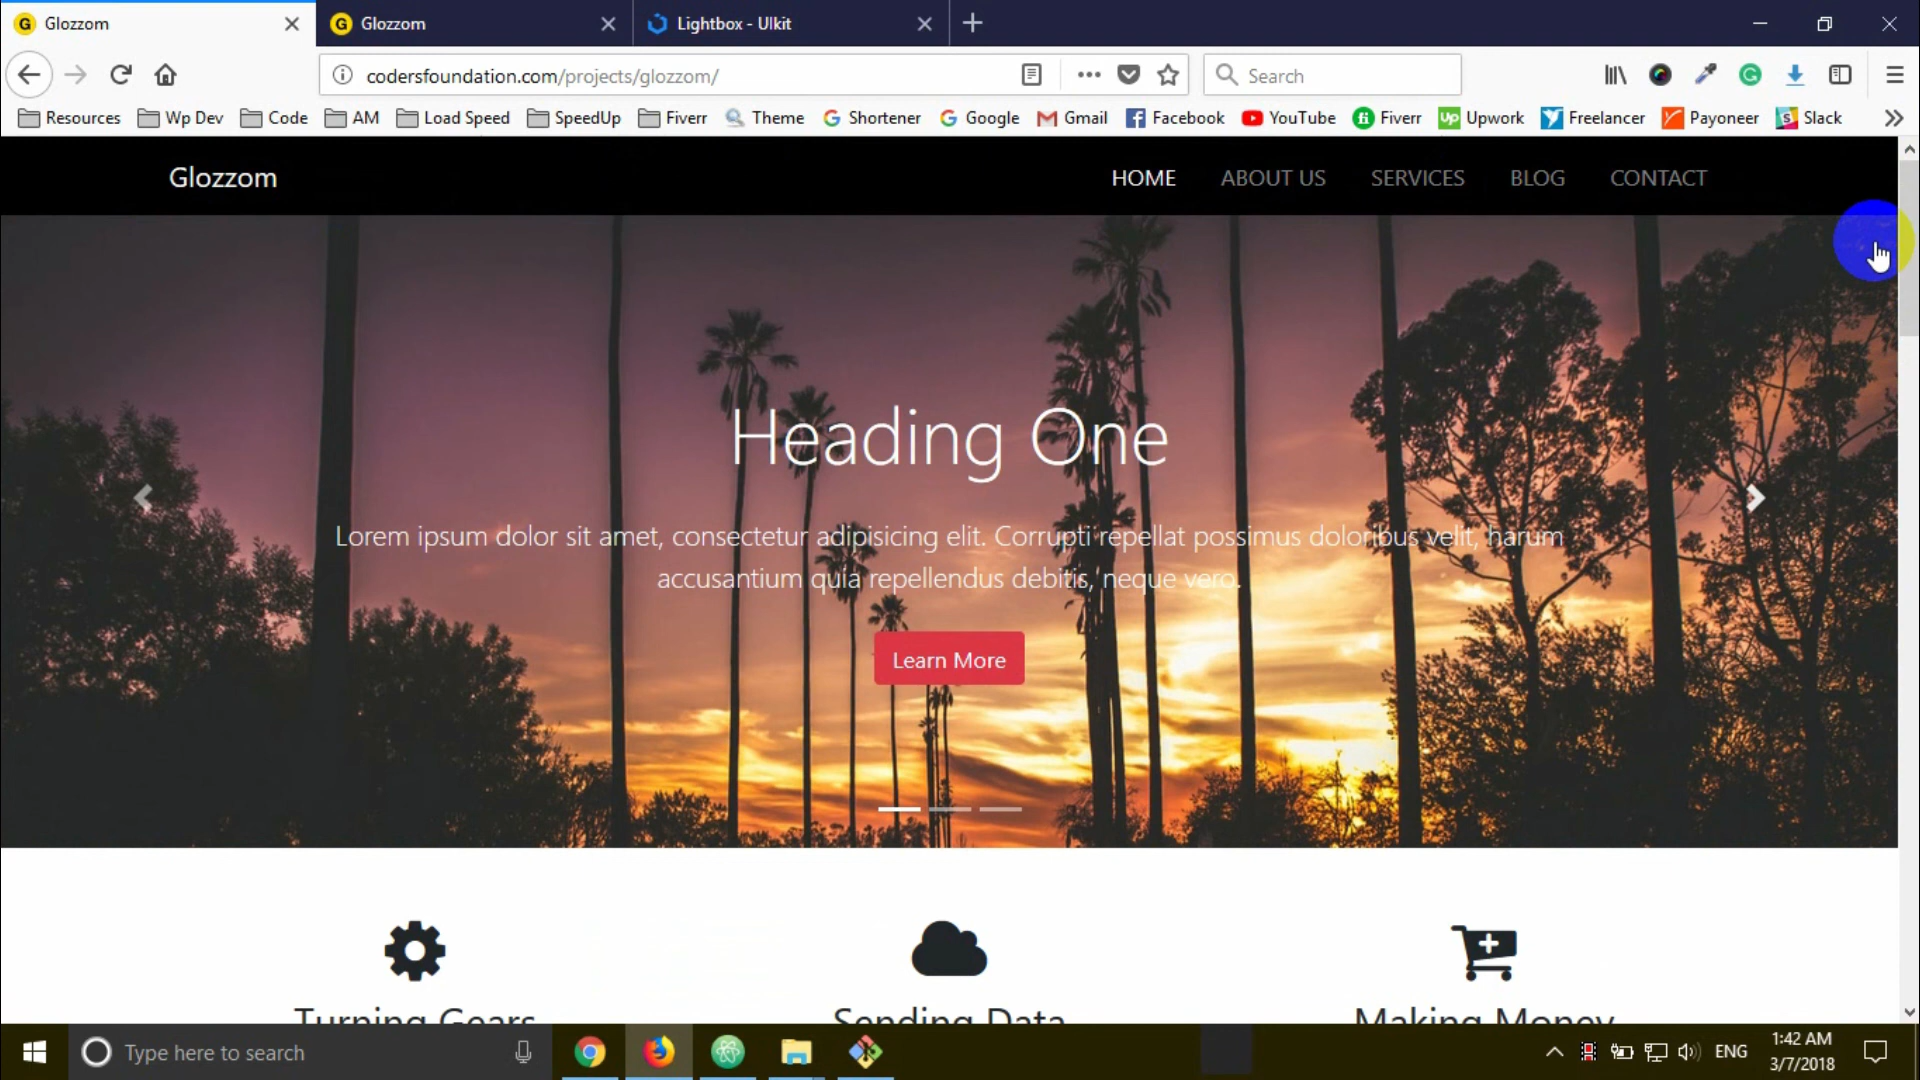 Glozzom
Glozzom
Lightbox - UIkit
codersfoundation.com/projects/glozzom/
Search
Resources
Wp Dev
Code
AM
Load Speed
SpeedUp
Fiverr
Theme
Shortener
Google
Gmail
Facebook
YouTube
Fiverr
Upwork
Freelancer
Payoneer
Slack
Glozzom
HOME
ABOUT US
SERVICES
BLOG
CONTACT
Heading One
Lorem ipsum dolor sit amet, consectetur adipisicing elit. Corrupti repellat possimus doloribus velit, harum
accusantium quia repellendus debitis, neque vero.
Learn More
Turning Gears
Sending Data
Making Money
Type here to search
ENG
1:42 AM
3/7/2018